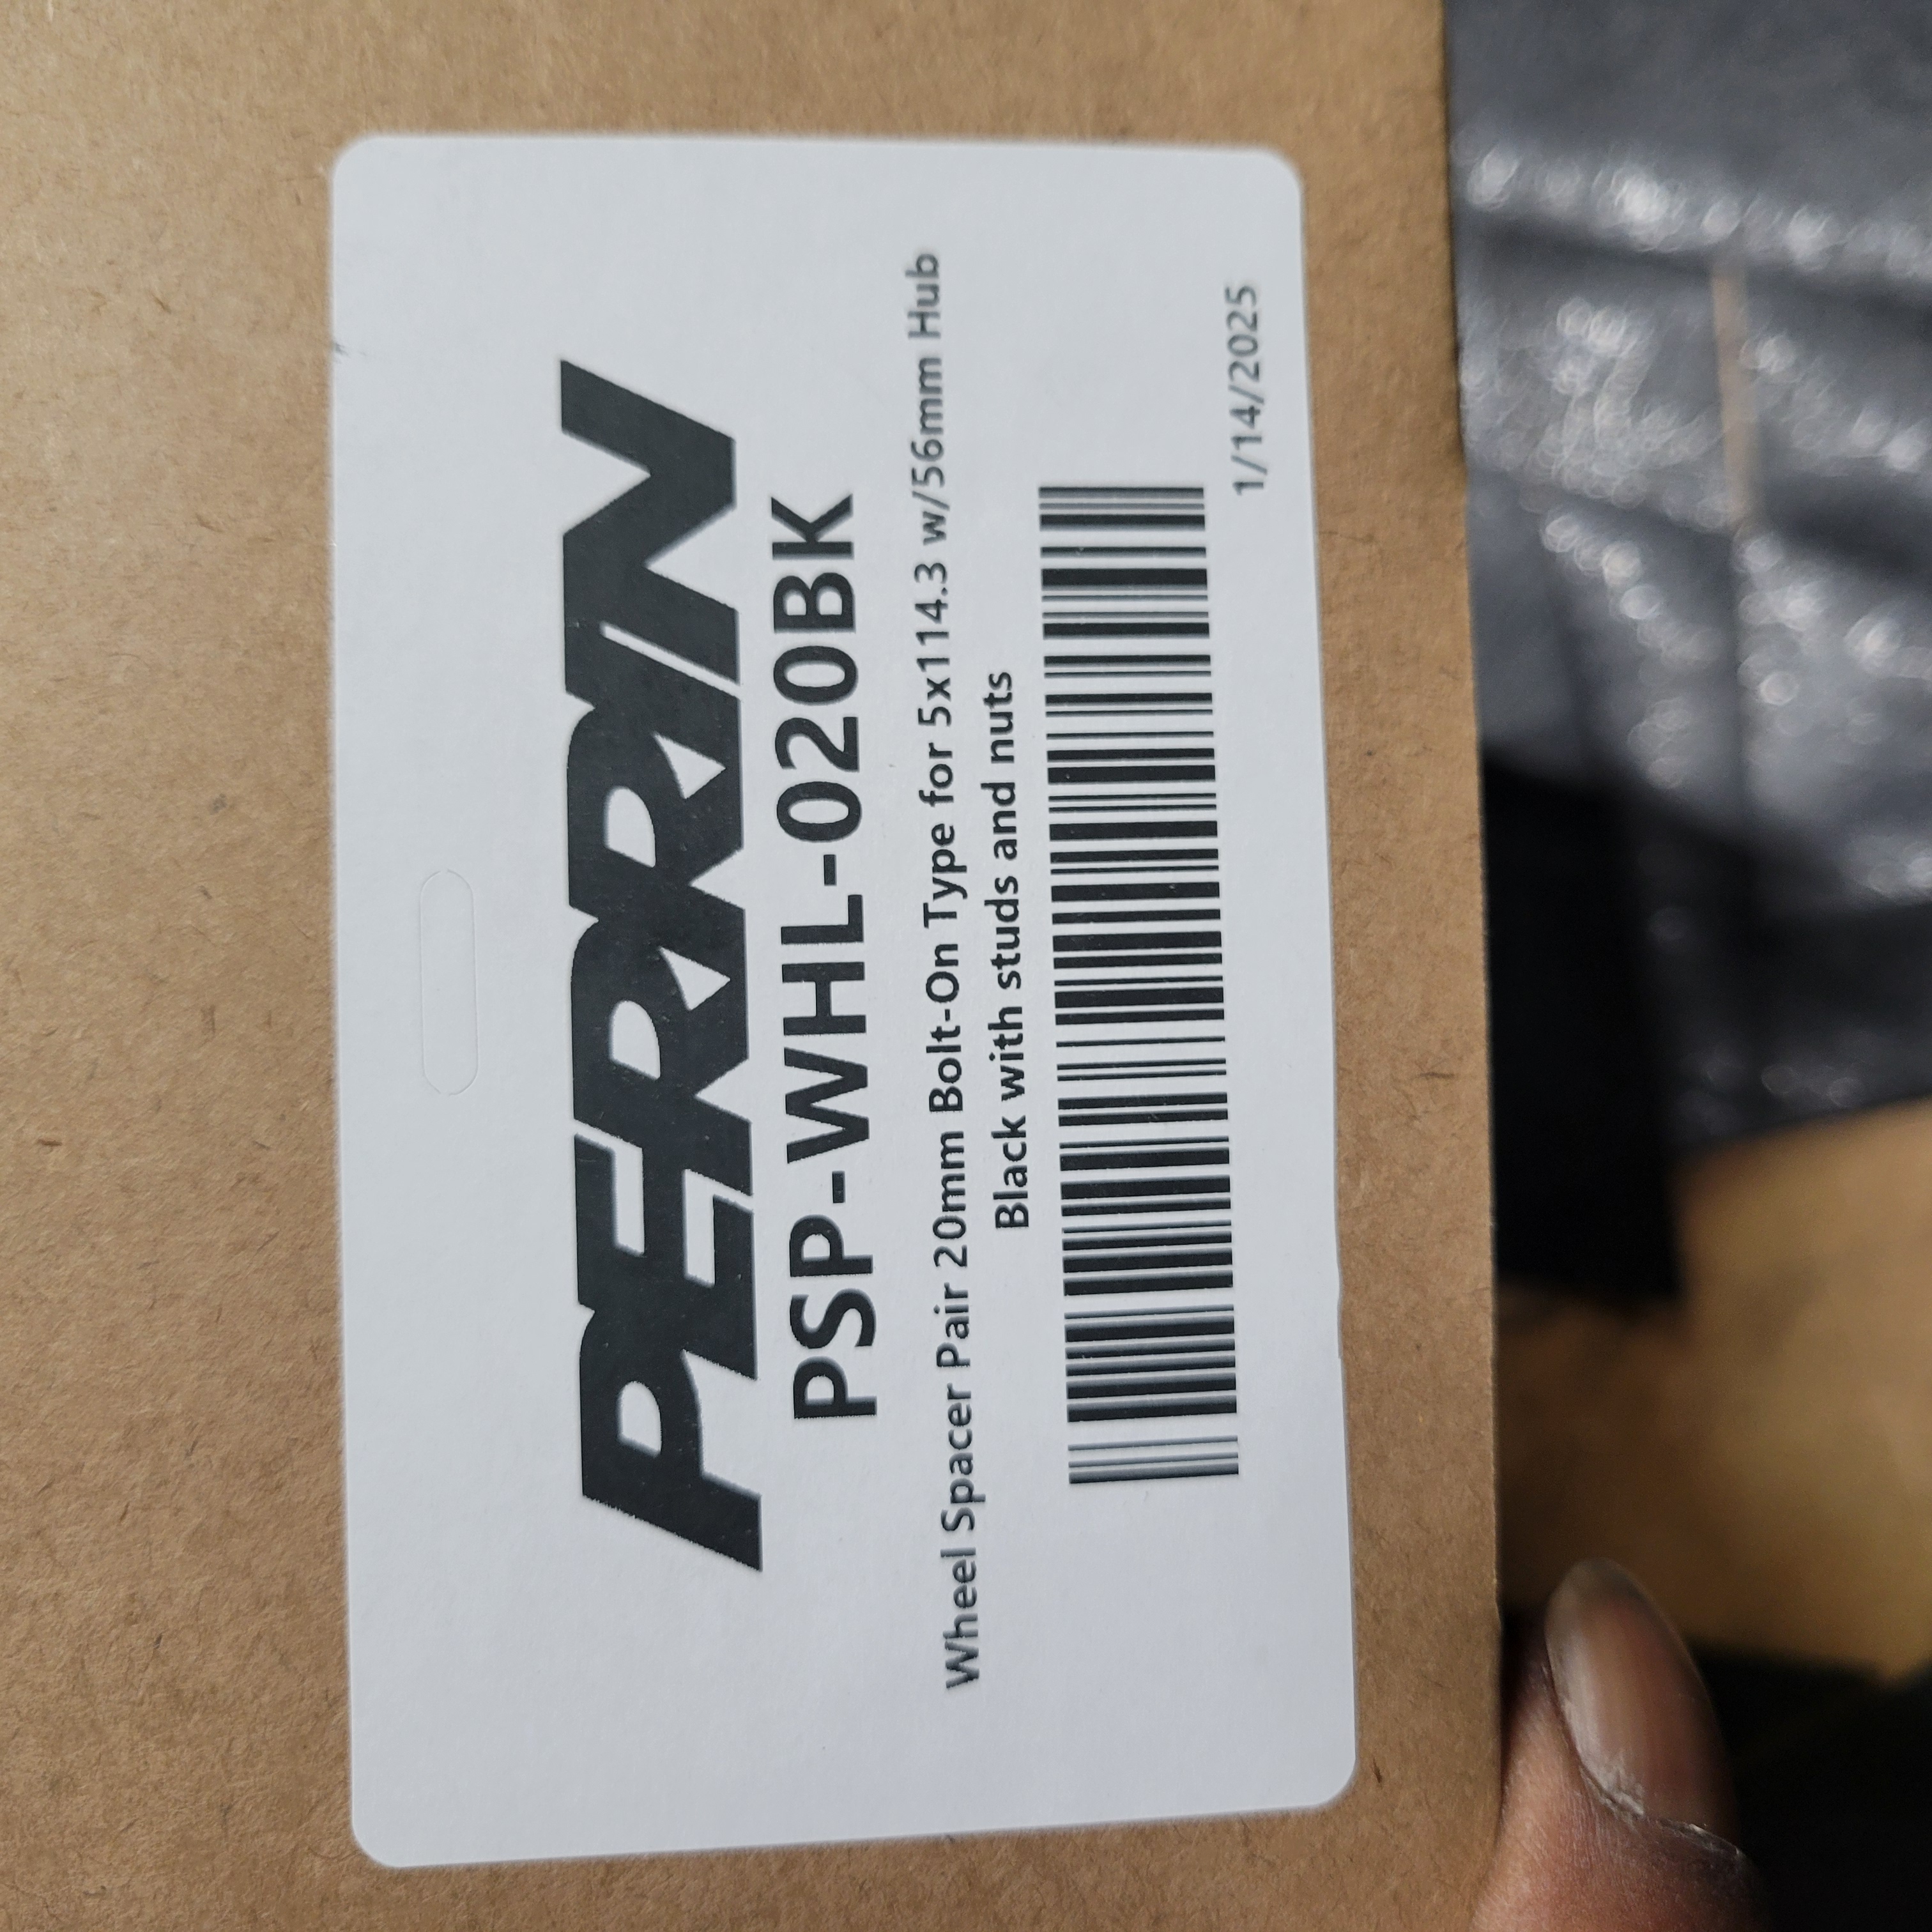 PERRIN
PSP-WHL-020BK
Wheel Spacer Pair 20mm Bolt-On Type for 5x114.3 w/56mm Hub
Black with studs and nuts
1/14/2025